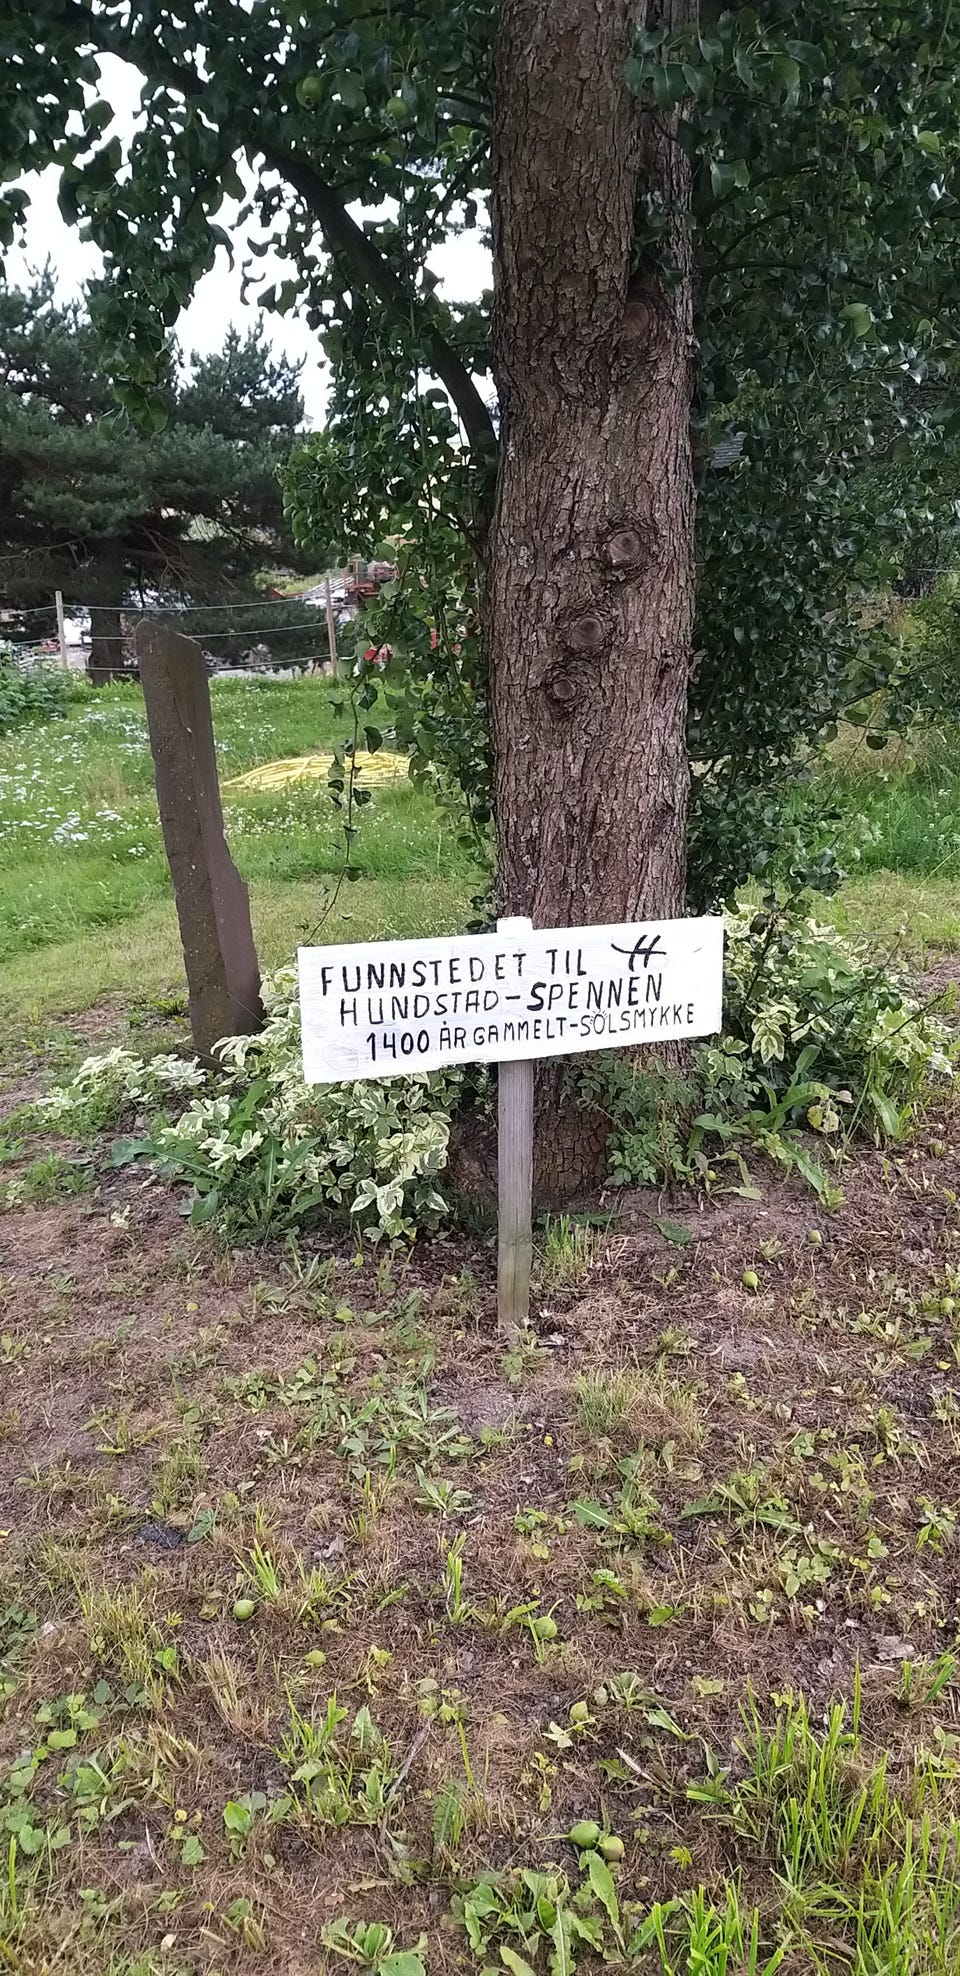 FUNNSTEDET TIL
HUNDSTAD-SPENNEN
1400 ÅR GAMMELT-SØLSMYKKE